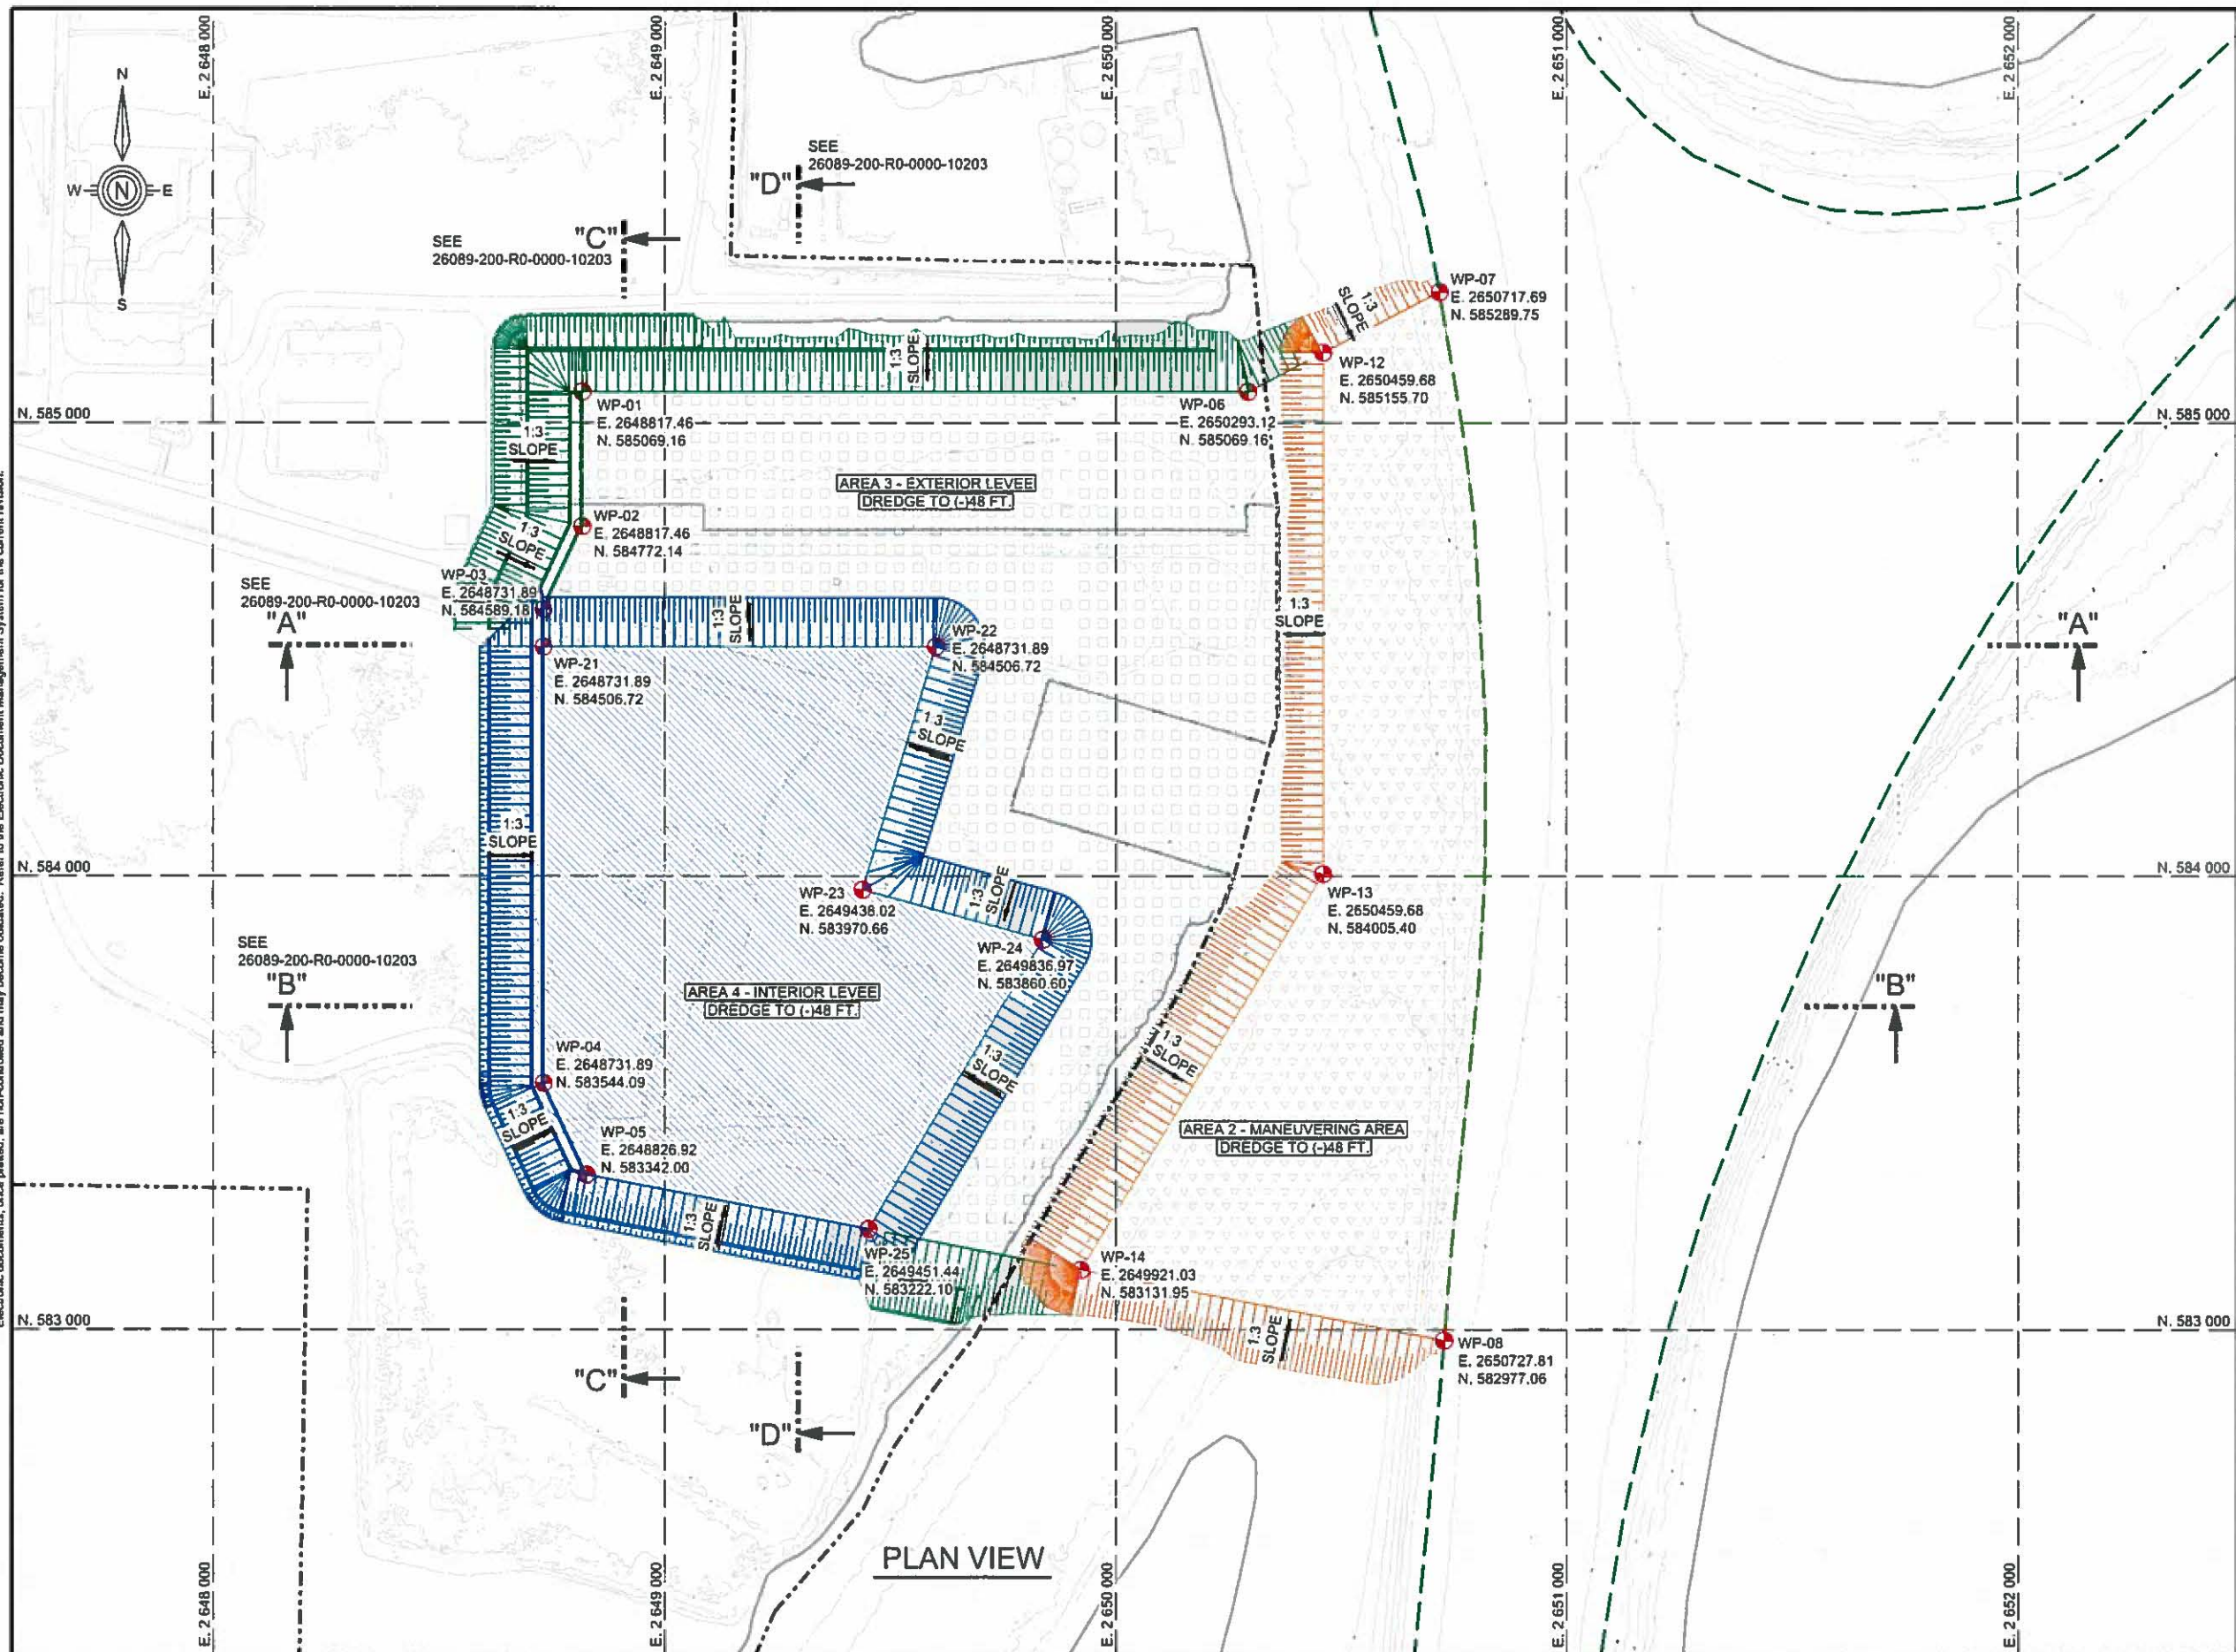 E. 2 648 000
E. 2 649 000
E. 2 650 000
E. 2 651 000
E. 2 652 000
N
W
N
E
S
SEE
26089-200-R0-0000-10203
"D"
SEE
26089-200-R0-0000-10203
"C"
WP-07
E. 2650717.69
N. 585289.75
1:3
SLOPE
WP-12
E. 2650459.68
N. 585155.70
1:3
SLOPE
N. 585 000
N. 585 000
WP-01
E. 2648817.46
N. 585069.16
WP-06
E. 2650293.12
N. 585069.16
1:3
SLOPE
AREA 3 - EXTERIOR LEVEE
DREDGE TO (-)48 FT.
WP-02
E. 2648817.46
N. 584772.14
1:3
SLOPE
WP-03
E. 2648731.89
N. 584589.18
SEE
26089-200-R0-0000-10203
"A"
"A"
1:3
SLOPE
1:3
SLOPE
WP-22
E. 2648731.89
N. 584506.72
WP-21
E. 2648731.89
N. 584506.72
1:3
SLOPE
1:3
SLOPE
N. 584 000
N. 584 000
WP-23
E. 2649438.02
N. 583970.66
1:3
SLOPE
WP-13
E. 2650459.68
N. 584005.40
WP-24
E. 2649836.97
N. 583860.60
SEE
26089-200-R0-0000-10203
"B"
"B"
AREA 4 - INTERIOR LEVEE
DREDGE TO (-)48 FT.
1:3
SLOPE
1:3
SLOPE
WP-04
E. 2648731.89
N. 583544.09
1:3
SLOPE
WP-05
E. 2648826.92
N. 583342.00
AREA 2 - MANEUVERING AREA
DREDGE TO (-)48 FT.
1:3
SLOPE
WP-25
E. 2649451.44
N. 583222.10
WP-14
E. 2649921.03
N. 583131.95
N. 583 000
N. 583 000
1:3
SLOPE
WP-08
E. 2650727.81
N. 582977.06
"C"
"D"
PLAN VIEW
E. 2 648 000
E. 2 649 000
E. 2 650 000
E. 2 651 000
E. 2 652 000